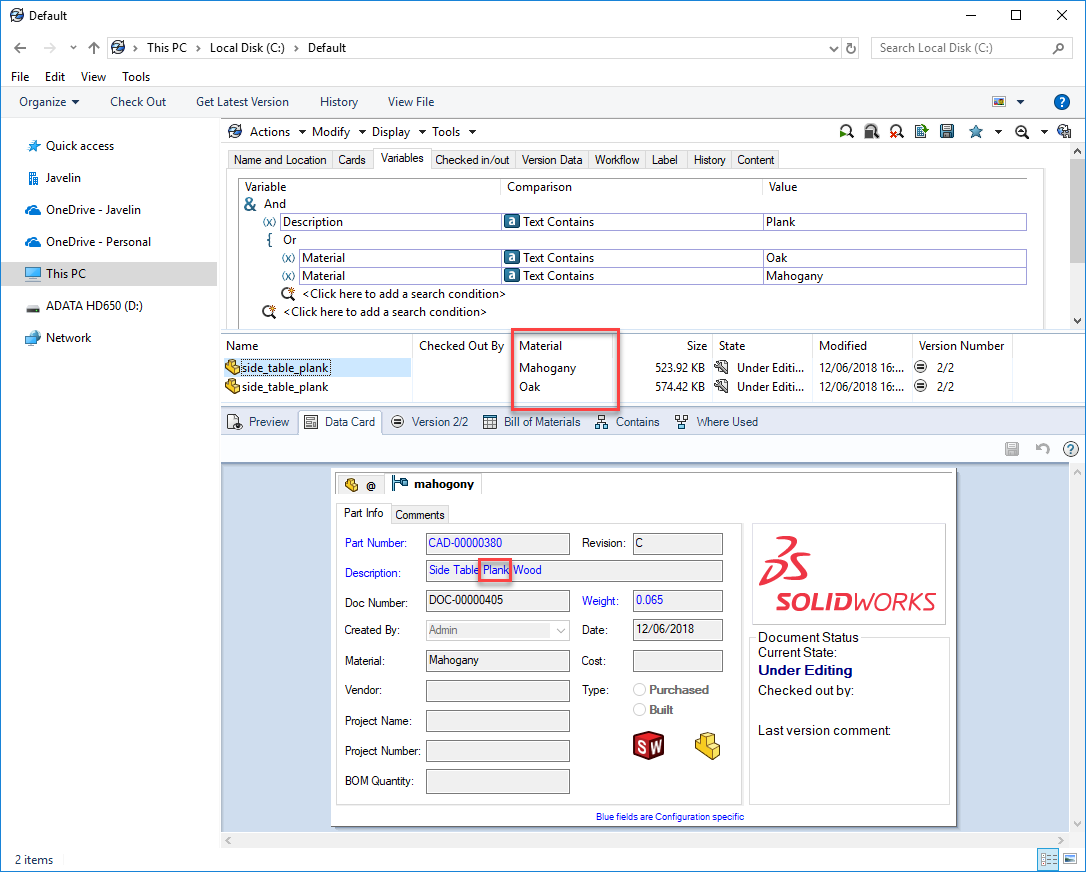 Default
This PC > Local Disk (C:) > Default
Search Local Disk (C:)
File Edit View Tools
Organize Check Out Get Latest Version History View File
Quick access
Javelin
OneDrive - Javelin
OneDrive - Personal
This PC
ADATA HD650 (D:)
Network
Actions Modify Display Tools
Name and Location Cards Variables Checked in/out Version Data Workflow Label History Content
Variable Comparison Value
& And
(x) Description a Text Contains Plank
{ Or
(x) Material a Text Contains Oak
(x) Material a Text Contains Mahogany
<Click here to add a search condition>
<Click here to add a search condition>
Name Checked Out By Material Size State Modified Version Number
side_table_plank Mahogany 523.92 KB Under Editi... 12/06/2018 16:... 2/2
side_table_plank Oak 574.42 KB Under Editi... 12/06/2018 16:... 2/2
Preview Data Card Version 2/2 Bill of Materials Contains Where Used
@ mahogony
Part Info Comments
Part Number: CAD-00000380 Revision: C
Description: Side Table Plank Wood
Doc Number: DOC-00000405 Weight: 0.065
Created By: Admin Date: 12/06/2018
Material: Mahogany Cost:
Vendor: Type: Purchased
Built
Project Name:
Project Number:
BOM Quantity:
SW
Blue fields are Configuration specific
DS
SOLIDWORKS
Document Status
Current State:
Under Editing
Checked out by:
Last version comment:
2 items